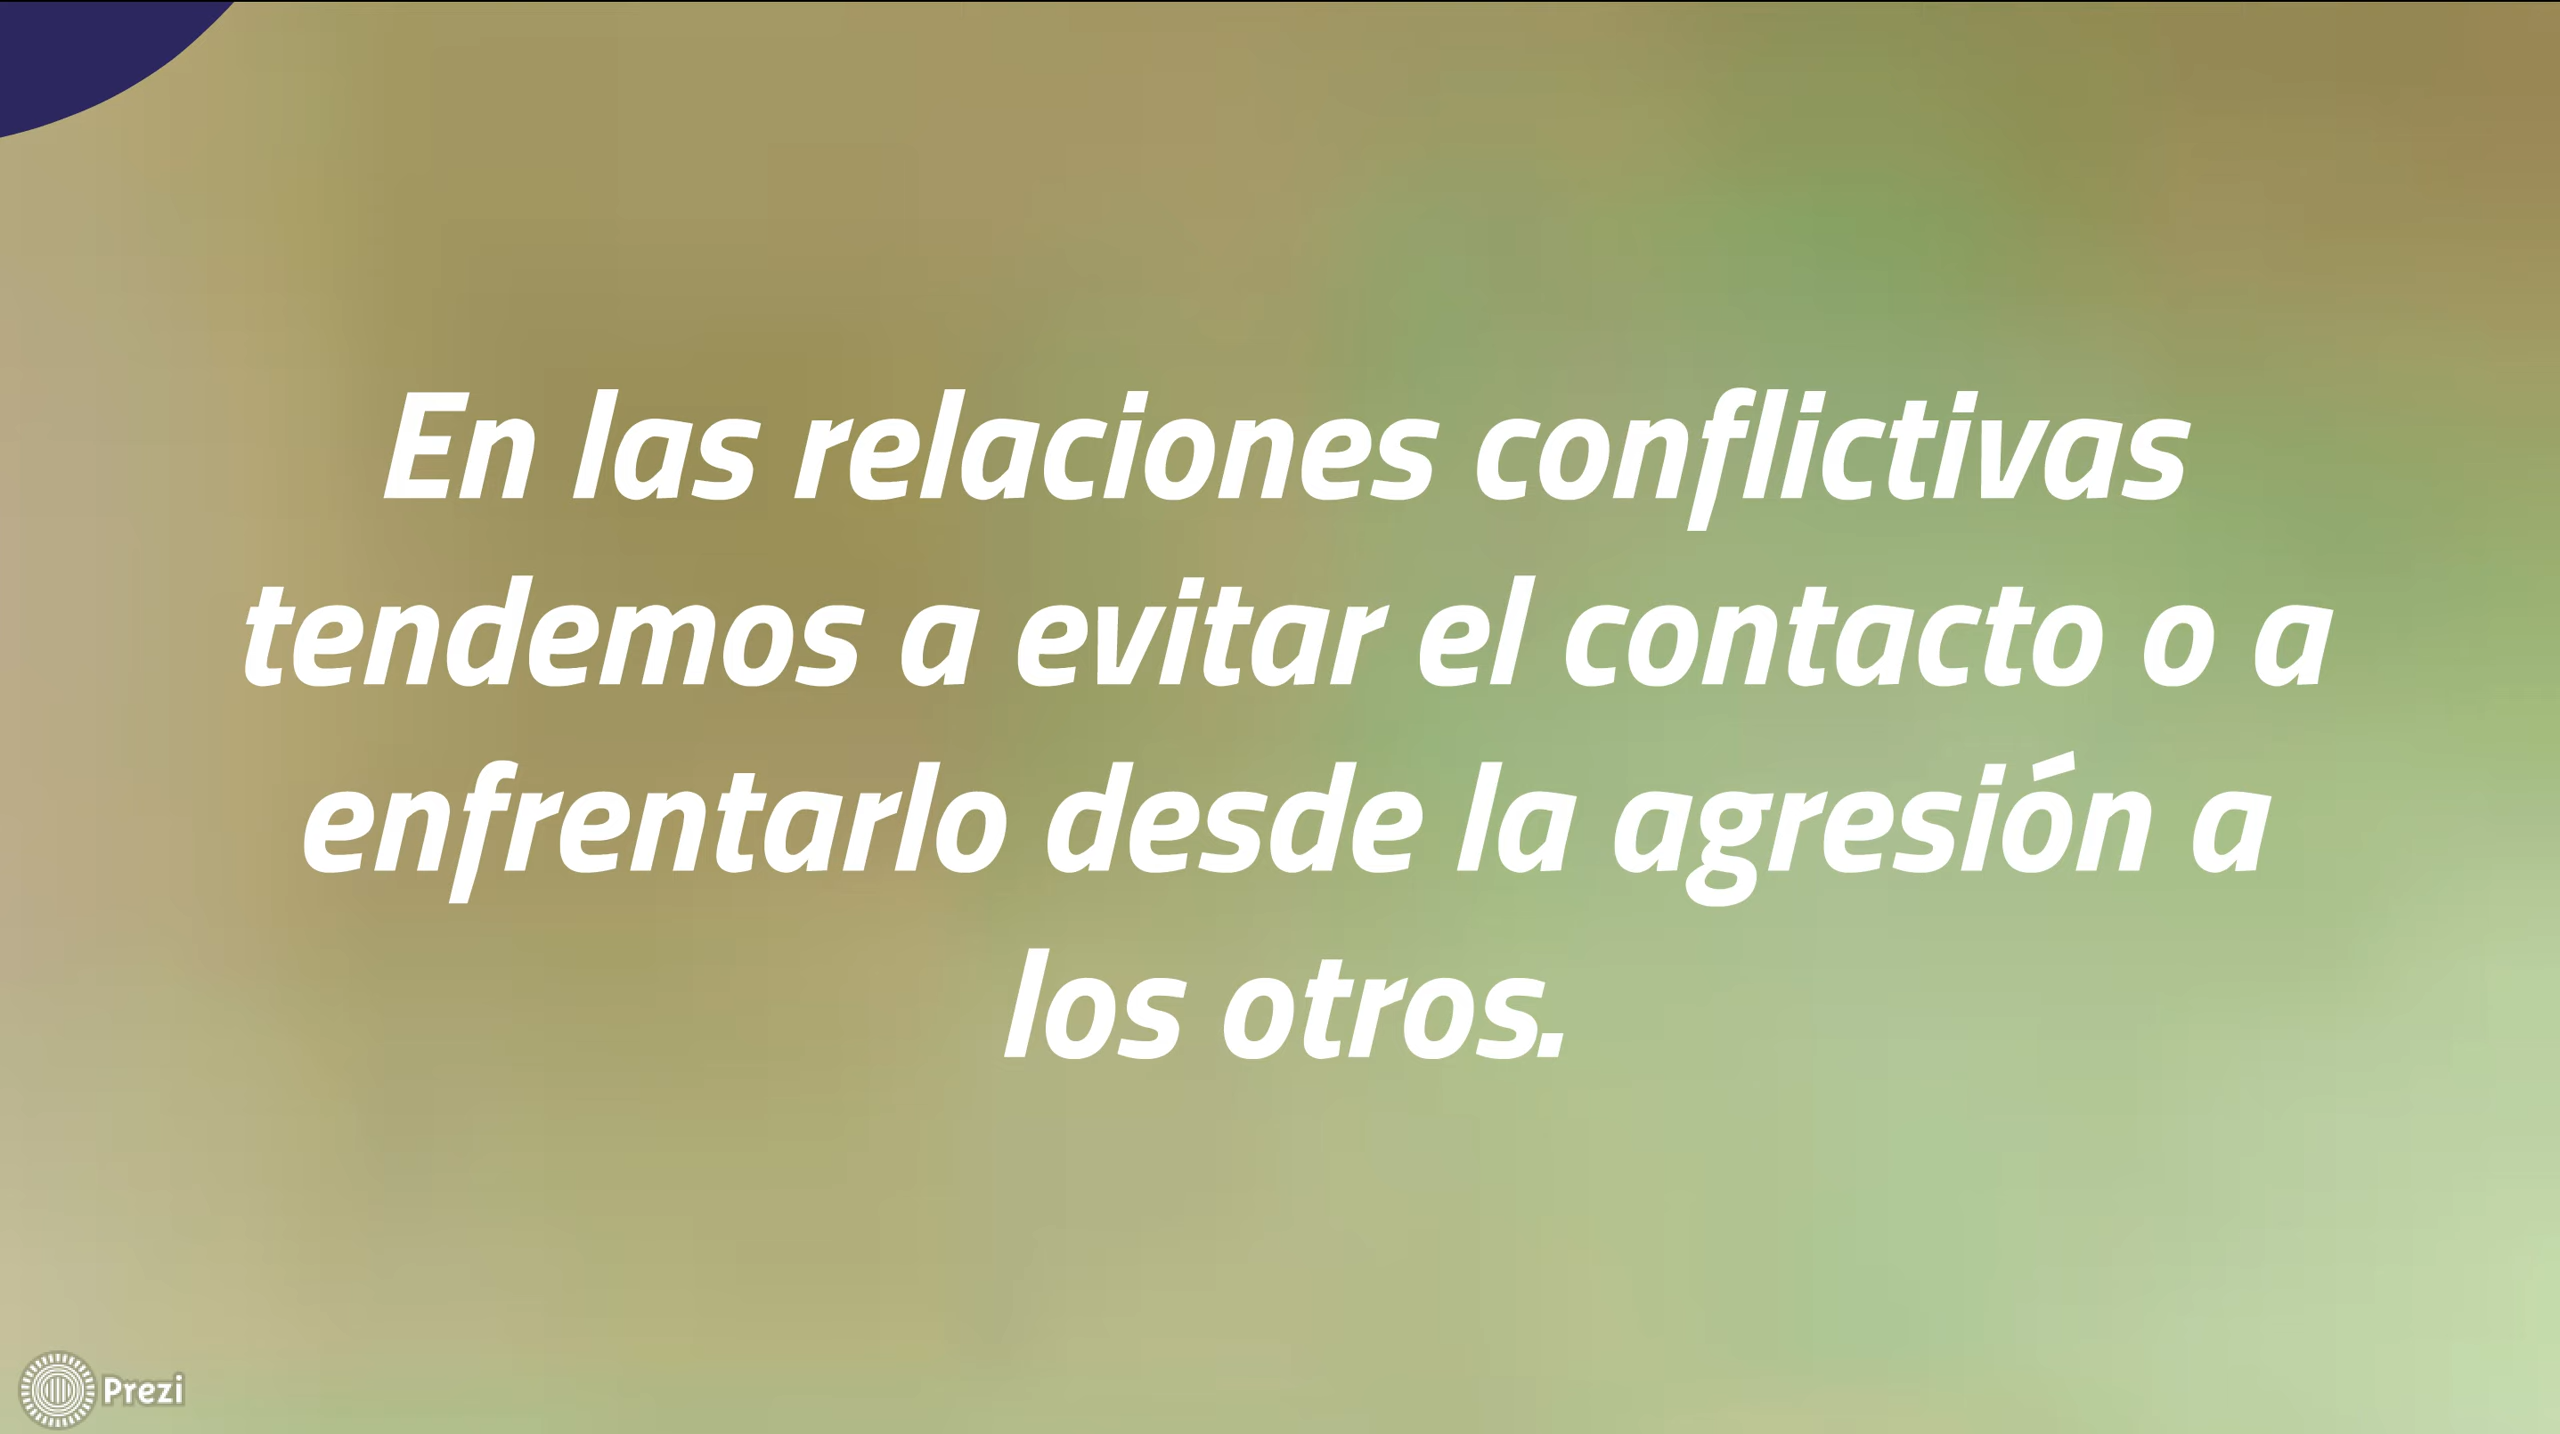 En las relaciones conflictivas
tendemos a evitar el contacto o a
enfrentarlo desde la agresión a
los otros.
Prezi